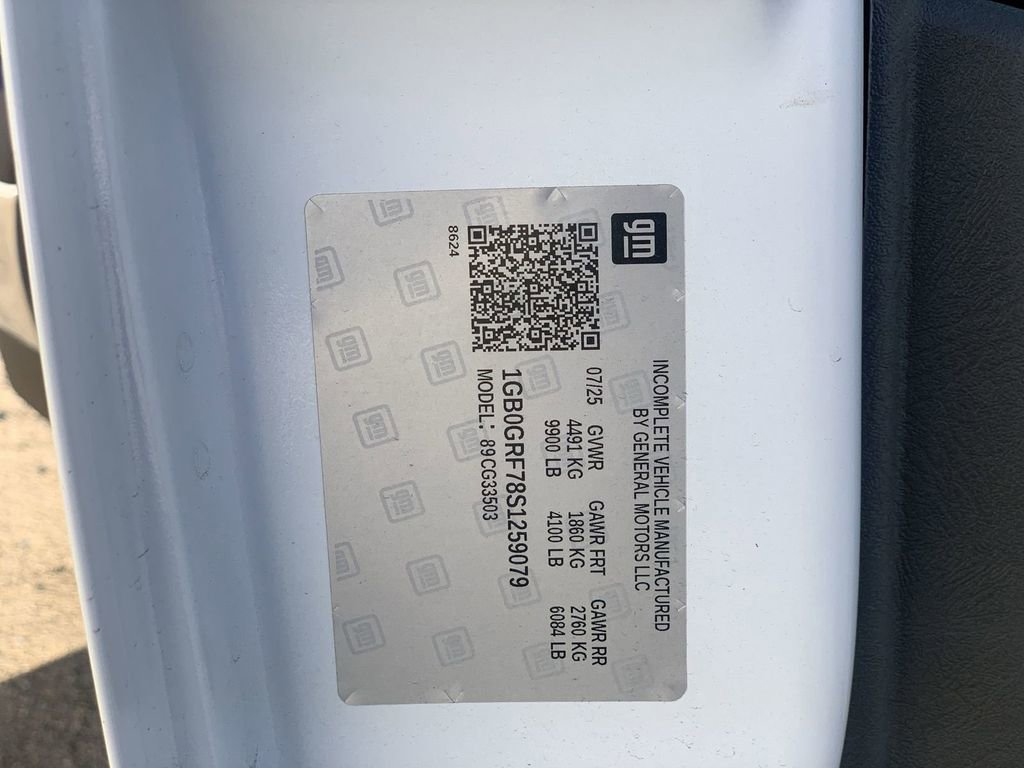 gm
INCOMPLETE VEHICLE MANUFACTURED
BY GENERAL MOTORS LLC
07/25 GVWR GAWR FRT GAWR RR
4491 KG 1860 KG 2760 KG
9900 LB 4100 LB 6084 LB
1GB0GRF78S1259079
MODEL: 89CG33503
8624